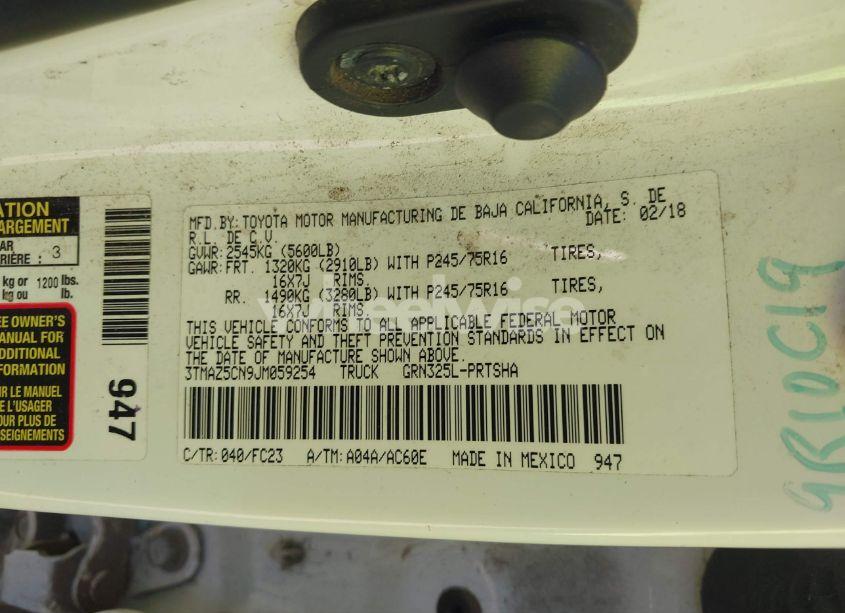 ATION
ARGEMENT
AR
RIÈRE : 3
kg or 1200 lbs.
kg ou lb.
EE OWNER'S
ANUAL FOR
DDITIONAL
FORMATION
R LE MANUEL
E L'USAGER
OUR PLUS DE
SEIGNEMENTS
947
MFD.BY:TOYOTA MOTOR MANUFACTURING DE BAJA CALIFORNIA, S. DE
R.L. DE C.V. DATE: 02/18
GVWR:2545KG (5600LB)
GAWR:FRT. 1320KG (2910LB) WITH P245/75R16 TIRES,
16X7J RIMS.
RR. 1490KG (3280LB) WITH P245/75R16 TIRES,
16X7J RIMS.
THIS VEHICLE CONFORMS TO ALL APPLICABLE FEDERAL MOTOR
VEHICLE SAFETY AND THEFT PREVENTION STANDARDS IN EFFECT ON
THE DATE OF MANUFACTURE SHOWN ABOVE.
3TMAZ5CN9JM059254 TRUCK GRN325L-PRTSHA
C/TR:040/FC23 A/TM:A04A/AC60E MADE IN MEXICO 947
wheelwise
GR10C19